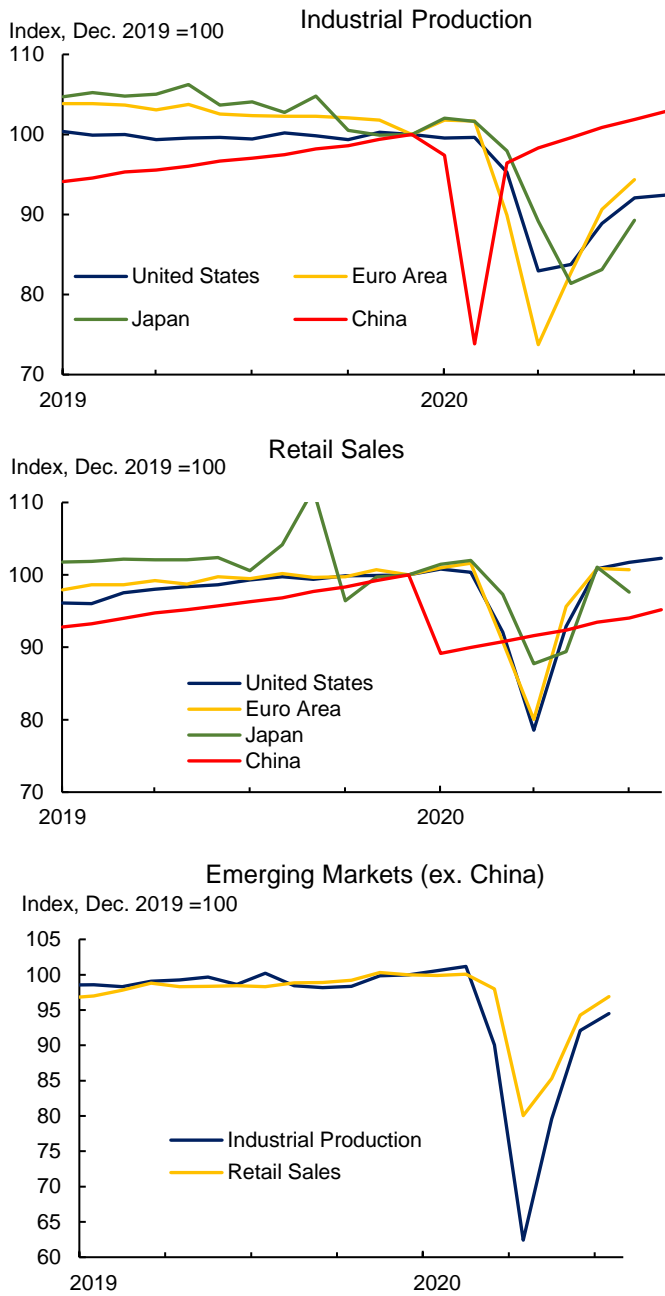 Industrial Production
Index, Dec. 2019 =100
110
100
90
80
70
United States
Euro Area
Japan
China
2019
2020
Retail Sales
Index, Dec. 2019 =100
110
100
90
80
70
United States
Euro Area
Japan
China
2019
2020
Emerging Markets (ex. China)
Index, Dec. 2019 =100
105
100
95
90
85
80
75
70
65
60
Industrial Production
Retail Sales
2019
2020